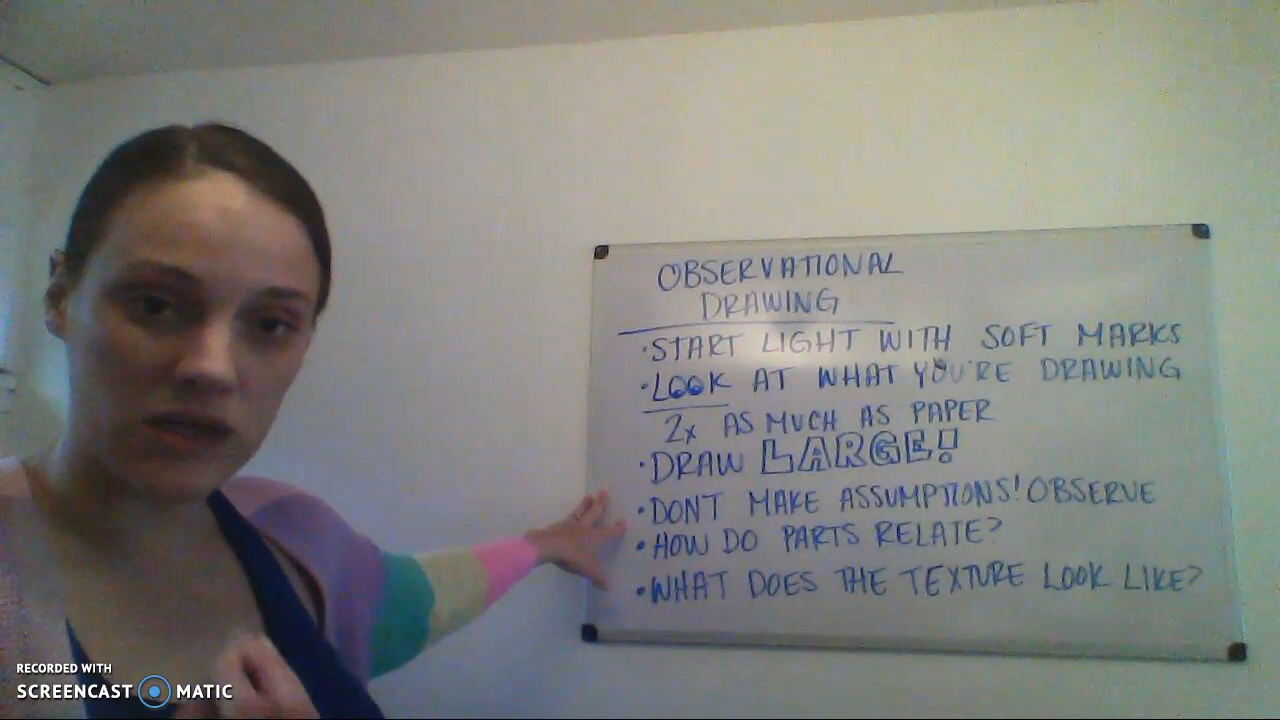 OBSERVATIONAL
DRAWING
·START LIGHT WITH SOFT MARKS
·LOOK AT WHAT YOU'RE DRAWING
2x AS MUCH AS PAPER
·DRAW LARGE!
·DONT MAKE ASSUMPTIONS! OBSERVE
·HOW DO PARTS RELATE?
·WHAT DOES THE TEXTURE LOOK LIKE?
RECORDED WITH
SCREENCAST MATIC